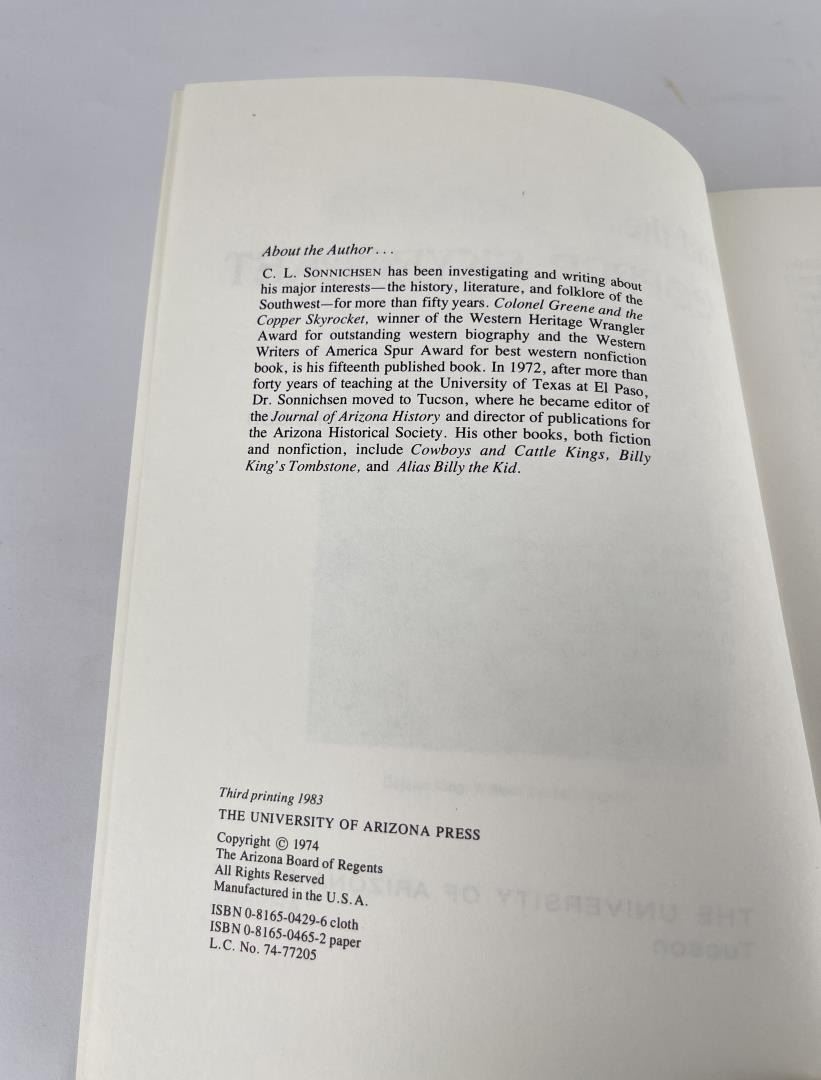 About the Author . . .
C. L. SONNICHSEN has been investigating and writing about
his major interests—the history, literature, and folklore of the
Southwest—for more than fifty years. Colonel Greene and the
Copper Skyrocket, winner of the Western Heritage Wrangler
Award for outstanding western biography and the Western
Writers of America Spur Award for best western nonfiction
book, is his fifteenth published book. In 1972, after more than
forty years of teaching at the University of Texas at El Paso,
Dr. Sonnichsen moved to Tucson, where he became editor of
the Journal of Arizona History and director of publications for
the Arizona Historical Society. His other books, both fiction
and nonfiction, include Cowboys and Cattle Kings, Billy
King's Tombstone, and Alias Billy the Kid.
Third printing 1983
THE UNIVERSITY OF ARIZONA PRESS
Copyright © 1974
The Arizona Board of Regents
All Rights Reserved
Manufactured in the U.S.A.
ISBN 0-8165-0429-6 cloth
ISBN 0-8165-0465-2 paper
L.C. No. 74-77205
THE UNIVERSITY OF ARIZON
TUCSON